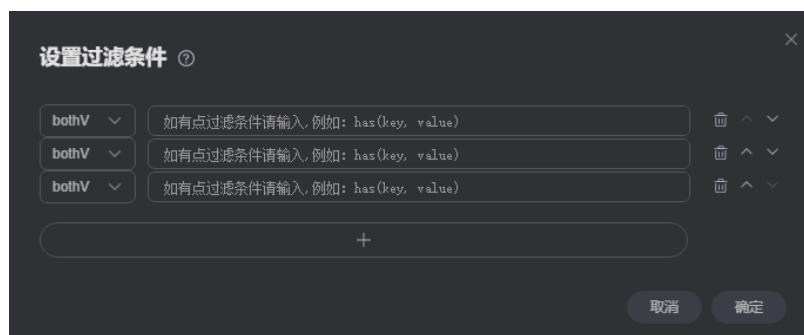 设置过滤条件
bothV 如有点过滤条件请输入,例如: has(key, value)
bothV 如有点过滤条件请输入,例如: has(key, value)
bothV 如有点过滤条件请输入,例如: has(key, value)
取消 确定